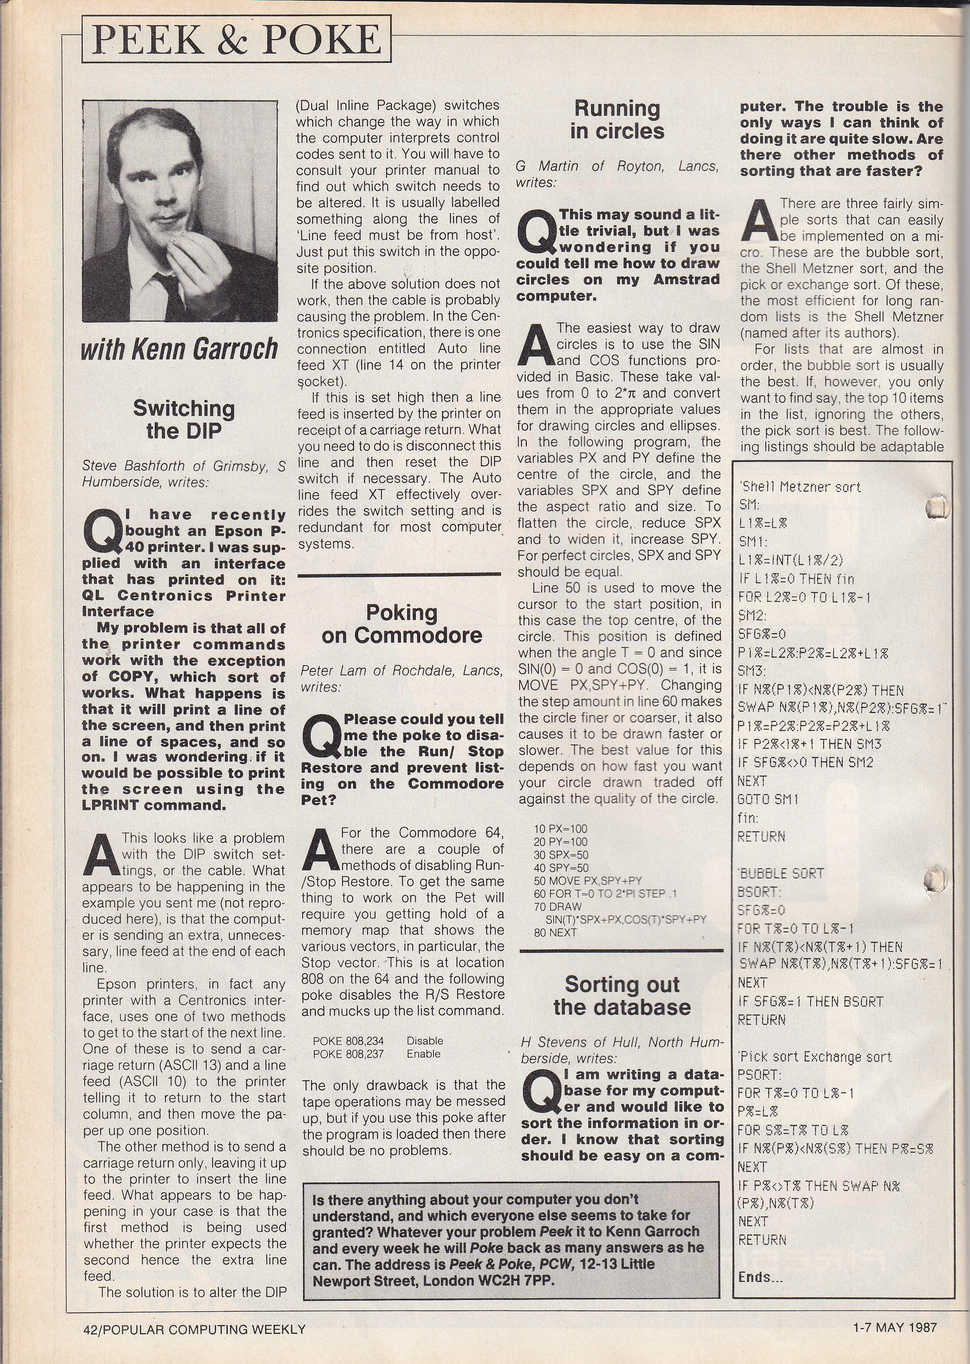 PEEK & POKE
with Kenn Garroch
Switching
the DIP
Steve Bashforth of Grimsby, S
Humberside, writes:
Q I have recently
bought an Epson P-
40 printer. I was sup-
plied with an interface
that has printed on it:
QL Centronics Printer
Interface
My problem is that all of
the printer commands
work with the exception
of COPY, which sort of
works. What happens is
that it will print a line of
the screen, and then print
a line of spaces, and so
on. I was wondering if it
would be possible to print
the screen using the
LPRINT command.
A This looks like a problem
with the DIP switch set-
tings, or the cable. What
appears to be happening in the
example you sent me (not repro-
duced here), is that the comput-
er is sending an extra, unneces-
sary, line feed at the end of each
line.
Epson printers, in fact any
printer with a Centronics inter-
face, uses one of two methods
to get to the start of the next line.
One of these is to send a car-
riage return (ASCII 13) and a line
feed (ASCII 10) to the printer
telling it to return to the start
column, and then move the pa-
per up one position.
The other method is to send a
carriage return only, leaving it up
to the printer to insert the line
feed. What appears to be hap-
pening in your case is that the
first method is being used
whether the printer expects the
second hence the extra line
feed.
The solution is to alter the DIP
(Dual Inline Package) switches
which change the way in which
the computer interprets control
codes sent to it. You will have to
consult your printer manual to
find out which switch needs to
be altered. It is usually labelled
something along the lines of
'Line feed must be from host'.
Just put this switch in the oppo-
site position.
If the above solution does not
work, then the cable is probably
causing the problem. In the Cen-
tronics specification, there is one
connection entitled Auto line
feed XT (line 14 on the printer
socket).
If this is set high then a line
feed is inserted by the printer on
receipt of a carriage return. What
you need to do is disconnect this
line and then reset the DIP
switch if necessary. The Auto
line feed XT effectively over-
rides the switch setting and is
redundant for most computer
systems.
Poking
on Commodore
Peter Lam of Rochdale, Lancs,
writes:
Q Please could you tell
me the poke to disa-
ble the Run/ Stop
Restore and prevent list-
ing on the Commodore
Pet?
A For the Commodore 64,
there are a couple of
methods of disabling Run-
/Stop Restore. To get the same
thing to work on the Pet will
require you getting hold of a
memory map that shows the
various vectors, in particular, the
Stop vector. This is at location
808 on the 64 and the following
poke disables the R/S Restore
and mucks up the list command.
POKE 808,234 Disable
POKE 808,237 Enable
The only drawback is that the
tape operations may be messed
up, but if you use this poke after
the program is loaded then there
should be no problems.
Running
in circles
G Martin of Royton, Lancs,
writes:
Q This may sound a lit-
tle trivial, but I was
wondering if you
could tell me how to draw
circles on my Amstrad
computer.
A The easiest way to draw
circles is to use the SIN
and COS functions pro-
vided in Basic. These take val-
ues from 0 to 2*π and convert
them in the appropriate values
for drawing circles and ellipses.
In the following program, the
variables PX and PY define the
centre of the circle, and the
variables SPX and SPY define
the aspect ratio and size. To
flatten the circle, reduce SPX
and to widen it, increase SPY.
For perfect circles, SPX and SPY
should be equal.
Line 50 is used to move the
cursor to the start position, in
this case the top centre, of the
circle. This position is defined
when the angle T = 0 and since
SIN(0) = 0 and COS(0) = 1, it is
MOVE PX,SPY+PY. Changing
the step amount in line 60 makes
the circle finer or coarser, it also
causes it to be drawn faster or
slower. The best value for this
depends on how fast you want
your circle drawn traded off
against the quality of the circle.
10 PX=100
20 PY=100
30 SPX=50
40 SPY=50
50 MOVE PX,SPY+PY
60 FOR T=0 TO 2*PI STEP .1
70 DRAW
SIN(T)*SPX+PX,COS(T)*SPY+PY
80 NEXT
Sorting out
the database
H Stevens of Hull, North Hum-
berside, writes:
Q I am writing a data-
base for my comput-
er and would like to
sort the information in or-
der. I know that sorting
should be easy on a com-
puter. The trouble is the
only ways I can think of
doing it are quite slow. Are
there other methods of
sorting that are faster?
A There are three fairly sim-
ple sorts that can easily
be implemented on a mi-
cro. These are the bubble sort,
the Shell Metzner sort, and the
pick or exchange sort. Of these,
the most efficient for long ran-
dom lists is the Shell Metzner
(named after its authors).
For lists that are almost in
order, the bubble sort is usually
the best. If, however, you only
want to find say, the top 10 items
in the list, ignoring the others,
the pick sort is best. The follow-
ing listings should be adaptable
'Shell Metzner sort
SM:
L1%=L%
SM1:
L1%=INT(L1%/2)
IF L1%=0 THEN fin
FOR L2%=0 TO L1%-1
SM2:
SFG%=0
P1%=L2%:P2%=L2%+L1%
SM3:
IF N%(P1%)<N%(P2%) THEN
SWAP N%(P1%),N%(P2%):SFG%=1
P1%=P2%:P2%=P2%+L1%
IF P2%<l%+1 THEN SM3
IF SFG%<>0 THEN SM2
NEXT
GOTO SM1
fin:
RETURN
'BUBBLE SORT
BSORT:
SFG%=0
FOR T%=0 TO L%-1
IF N%(T%)<N%(T%+1) THEN
SWAP N%(T%),N%(T%+1):SFG%=1
NEXT
IF SFG%=1 THEN BSORT
RETURN
'Pick sort Exchange sort
PSORT:
FOR T%=0 TO L%-1
P%=L%
FOR S%=T% TO L%
IF N%(P%)<N%(S%) THEN P%=S%
NEXT
IF P%<>T% THEN SWAP N%
(P%),N%(T%)
NEXT
RETURN
Ends...
Is there anything about your computer you don't
understand, and which everyone else seems to take for
granted? Whatever your problem Peek it to Kenn Garroch
and every week he will Poke back as many answers as he
can. The address is Peek & Poke, PCW, 12-13 Little
Newport Street, London WC2H 7PP.
42/POPULAR COMPUTING WEEKLY
1-7 MAY 1987